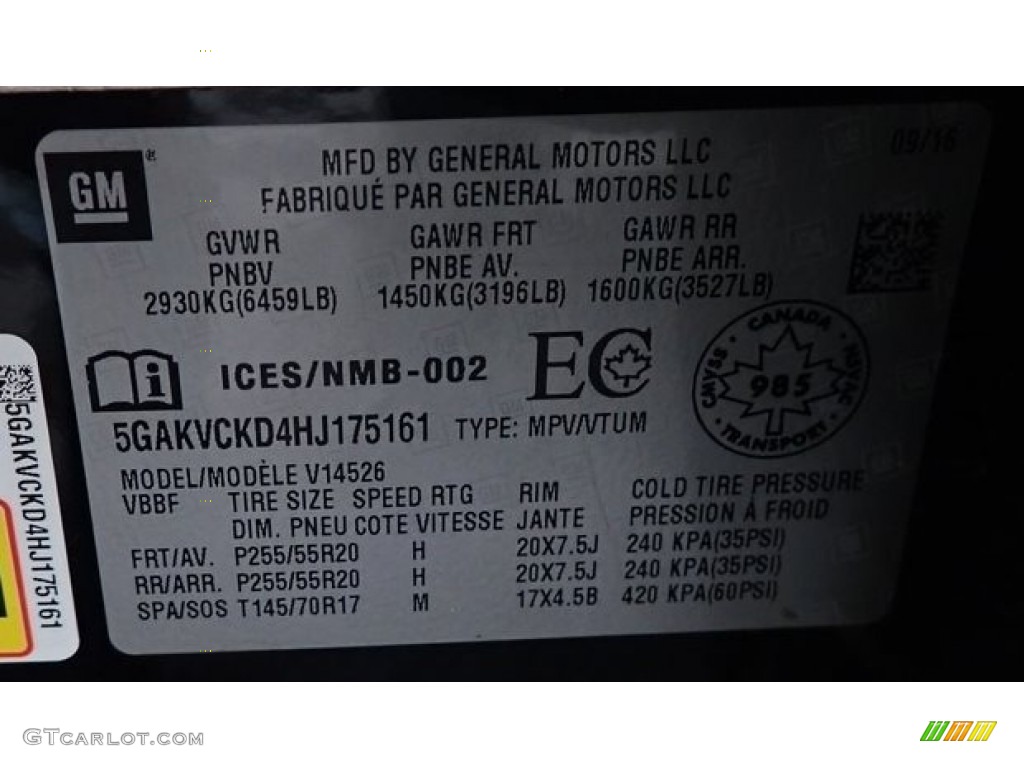 09/16
GM
MFD BY GENERAL MOTORS LLC
FABRIQUÉ PAR GENERAL MOTORS LLC
GVWR GAWR FRT GAWR RR
PNBV PNBE AV. PNBE ARR.
2930KG(6459LB) 1450KG(3196LB) 1600KG(3527LB)
i ICES/NMB-002 EC
CANADA
CMVSS 985 NSVAC
TRANSPORT
5GAKVCKD4HJ175161 TYPE: MPV/VTUM
MODEL/MODÈLE V14526
VBBF TIRE SIZE SPEED RTG RIM COLD TIRE PRESSURE
DIM. PNEU COTE VITESSE JANTE PRESSION À FROID
FRT/AV. P255/55R20 H 20X7.5J 240 KPA(35PSI)
RR/ARR. P255/55R20 H 20X7.5J 240 KPA(35PSI)
SPA/SOS T145/70R17 M 17X4.5B 420 KPA(60PSI)
5GAKVCKD4HJ175161
GTCARLOT.COM